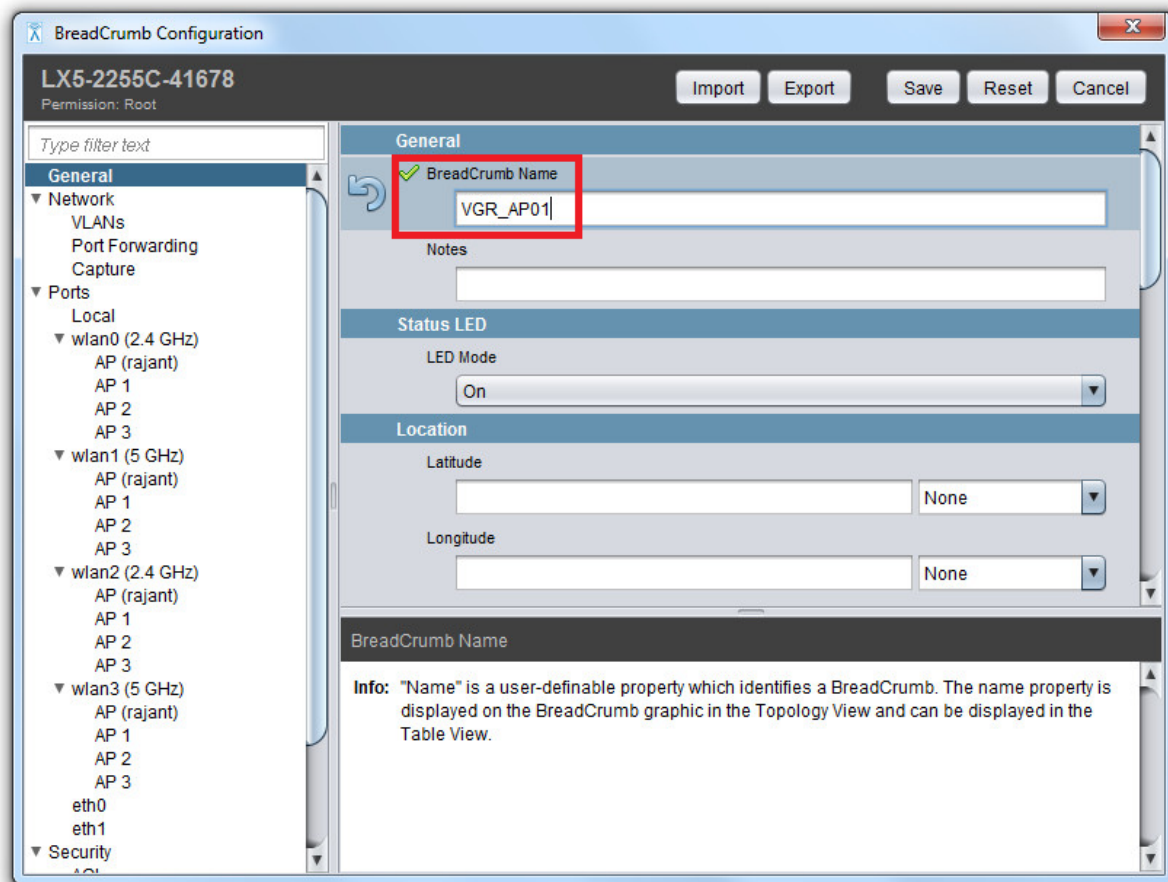 BreadCrumb Configuration
LX5-2255C-41678
Permission: Root
Import
Export
Save
Reset
Cancel
Type filter text
General
Network
VLANs
Port Forwarding
Capture
Ports
Local
wlan0 (2.4 GHz)
AP (rajant)
AP 1
AP 2
AP 3
wlan1 (5 GHz)
AP (rajant)
AP 1
AP 2
AP 3
wlan2 (2.4 GHz)
AP (rajant)
AP 1
AP 2
AP 3
wlan3 (5 GHz)
AP (rajant)
AP 1
AP 2
AP 3
eth0
eth1
Security
General
BreadCrumb Name
VGR_AP01
Notes
Status LED
LED Mode
On
Location
Latitude
None
Longitude
None
BreadCrumb Name
Info: "Name" is a user-definable property which identifies a BreadCrumb. The name property is
displayed on the BreadCrumb graphic in the Topology View and can be displayed in the
Table View.